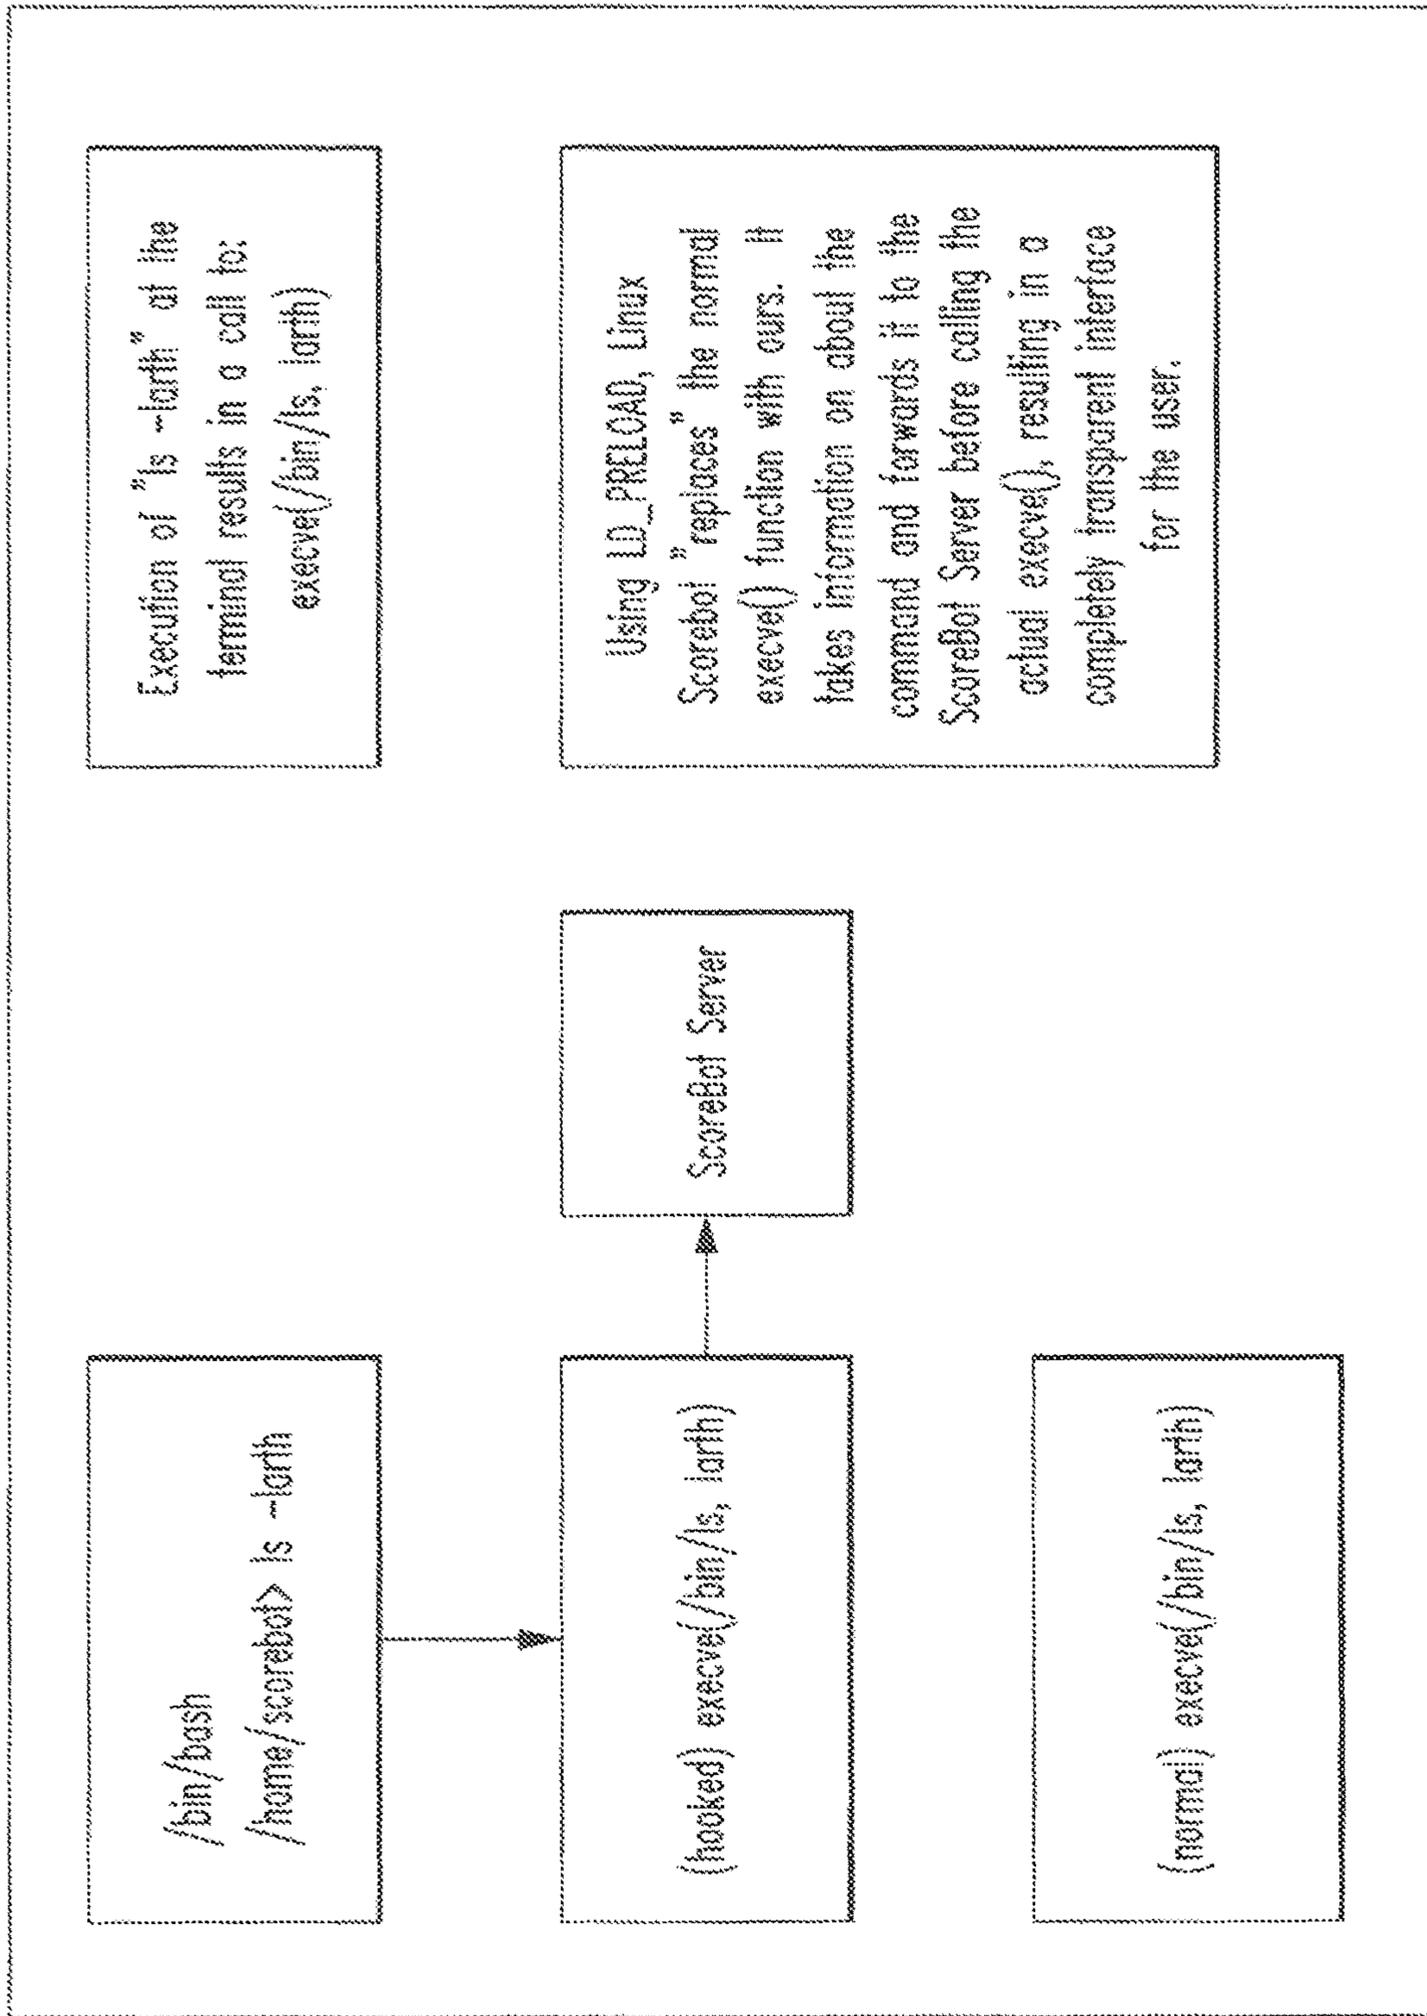 /bin/bash
/home/scorebot> ls -larth
Execution of "ls -larth" at the
terminal results in a call to:
execve(/bin/ls, larth)
(hooked) execve(/bin/ls, larth)
ScoreBot Server
Using LD_PRELOAD, Linux
Scorebot "replaces" the normal
execve() function with ours. It
takes information on about the
command and forwards it to the
ScoreBot Server before calling the
actual execve(), resulting in a
completely transparent interface
for the user.
(normal) execve(/bin/ls, larth)